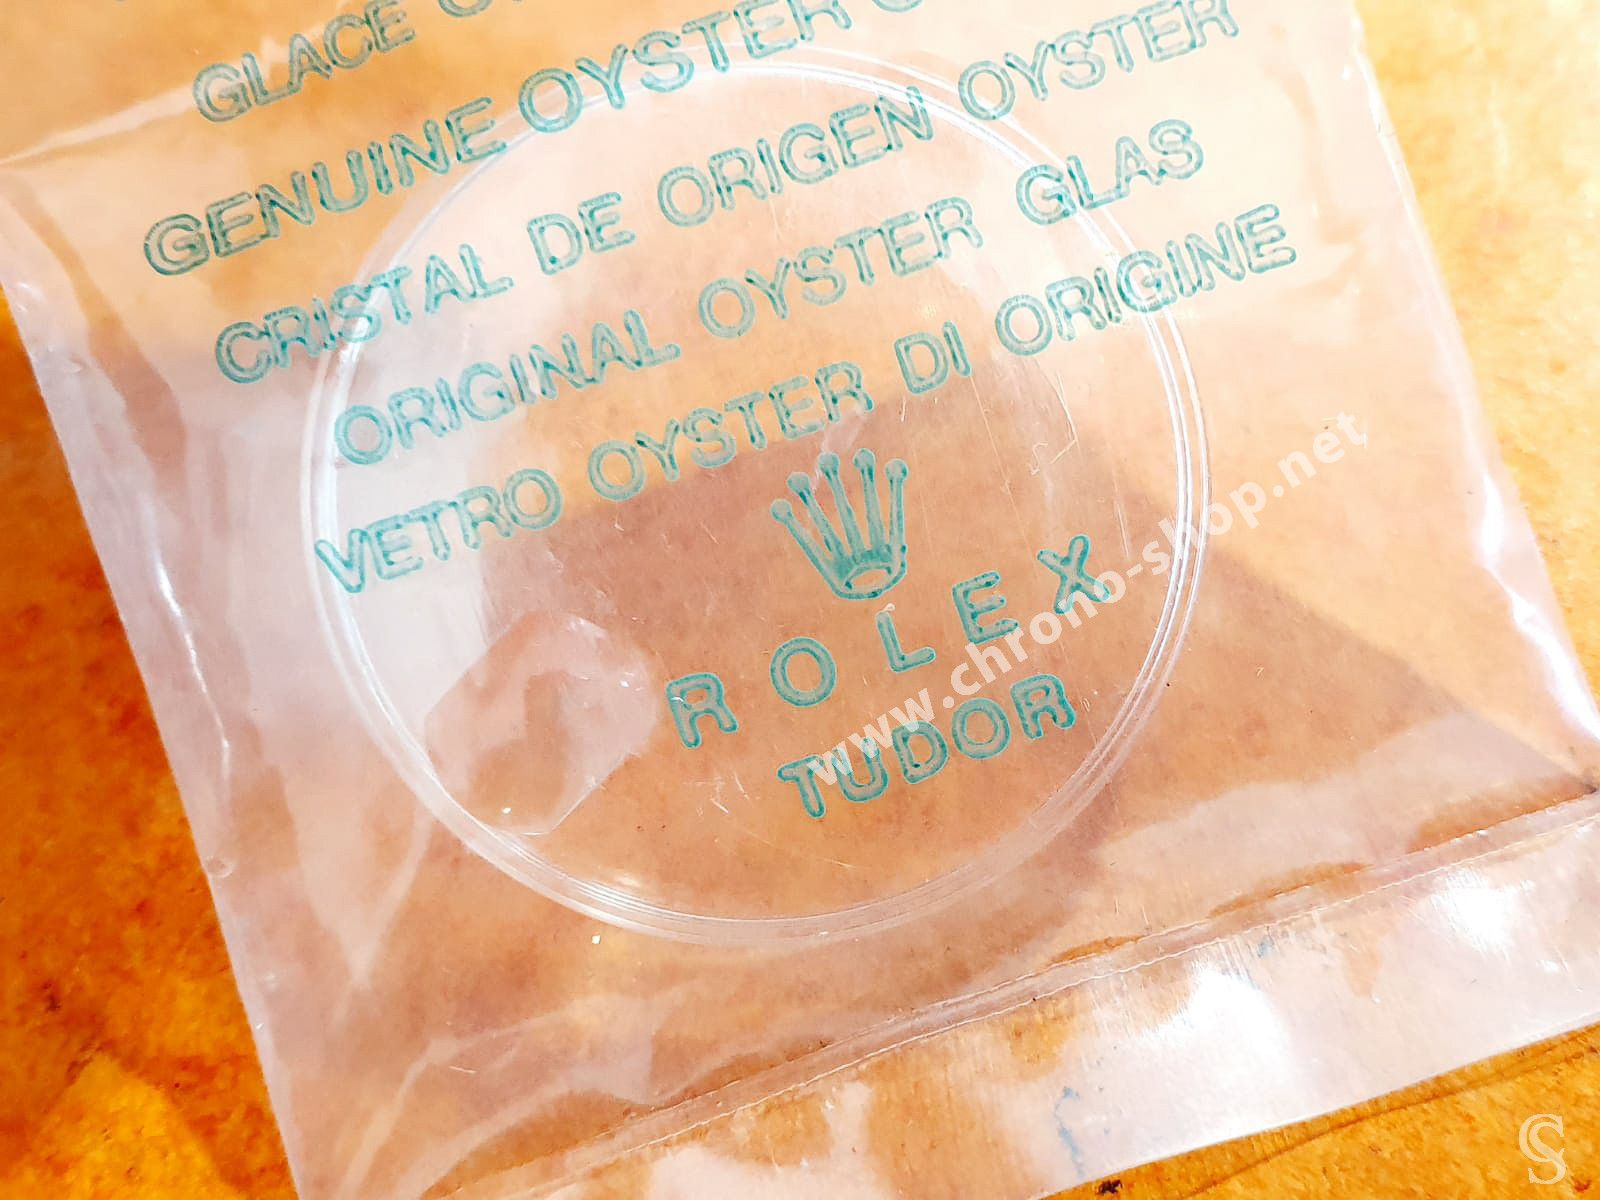 GLACE
GENUINE OYSTER
CRISTAL DE ORIGEN OYSTER
ORIGINAL OYSTER GLAS
VETRO OYSTER DI ORIGINE
ROLEX
TUDOR
www.chrono-shop.net